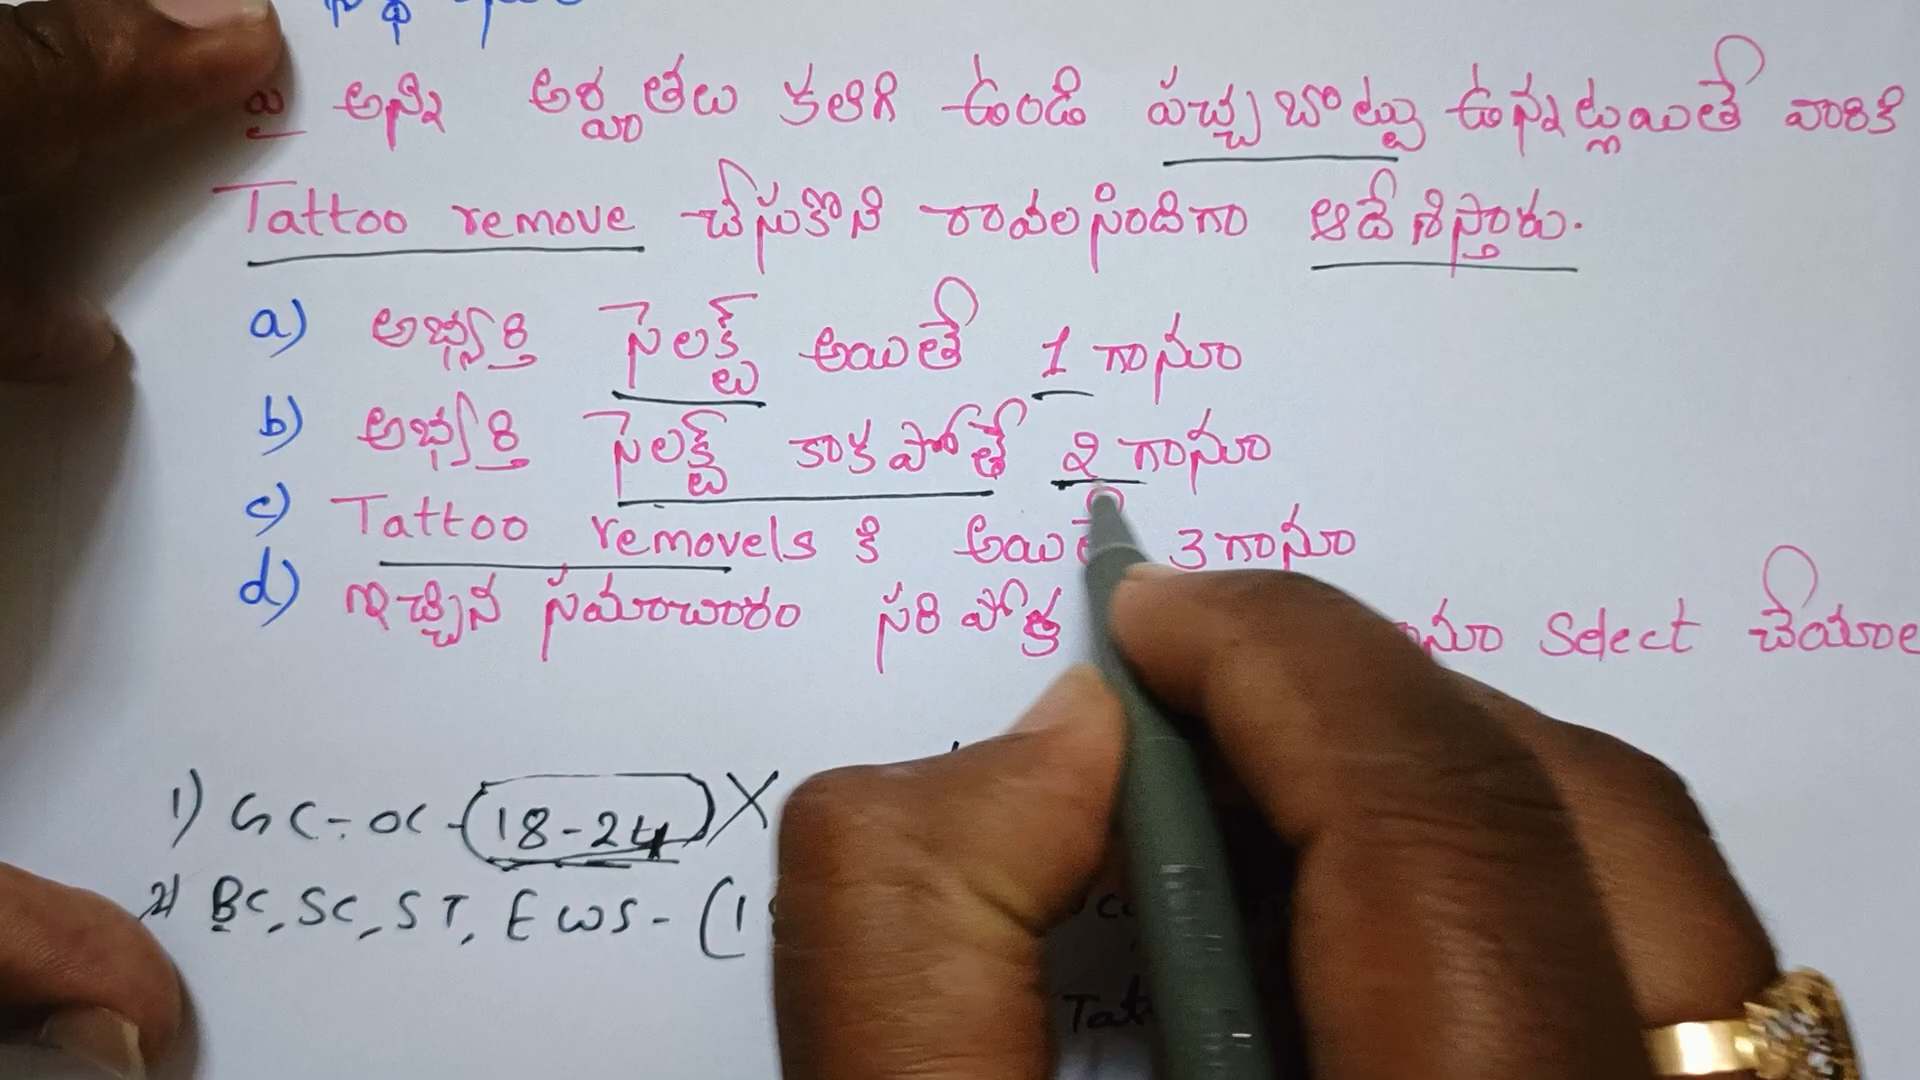 అన్ని అర్హతలు కలిగి ఉండి పచ్చబొట్టు ఉన్నట్లయితే వారికి
Tattoo remove చేసుకొని రావలసిందిగా ఆదేశిస్తారు.
a) అభ్యర్తి సెలక్ట్ అయితే 1 గానూ
b) అభ్యర్తి సెలక్ట్ కాకపోతే 2 గానూ
c) Tattoo removels కి 3 గానూ
d) ఇచ్చిన సమాచారం Select
1) GC-OC-(18-24) X
2) BC, SC, ST, EWS-(1